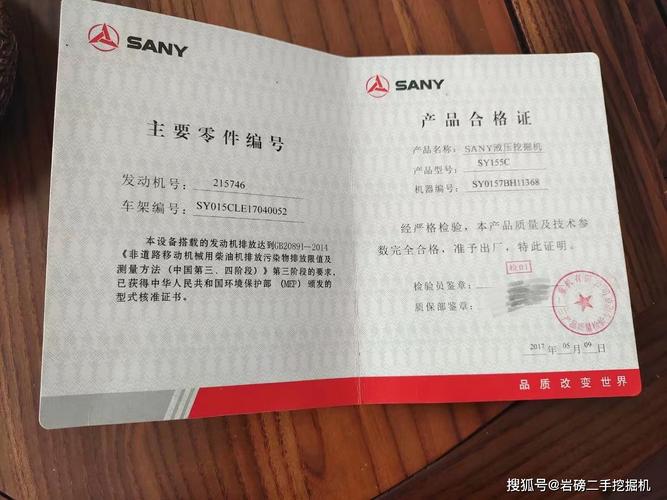 SANY
主要零件编号
发动机号：215746
车架编号：SY015CLE17040052
本设备搭载的发动机排放达到GB20891—2014
《非道路移动机械用柴油机排放污染物排放限值及
测量方法（中国第三、四阶段）》第三阶段的要求，
已获得中华人民共和国环境保护部（MEP）颁发的
型式核准证书。
SANY
产品合格证
产品名称：SANY液压挖掘机
产品型号：SY155C
机器编号：SY0157BH11368
经严格检验，本产品质量及技术参
数完全合格，准予出厂，特此证明。
检验员签章：
质保部签章：
2017年05月09日
品质改变世界
搜狐号@岩磅二手挖掘机